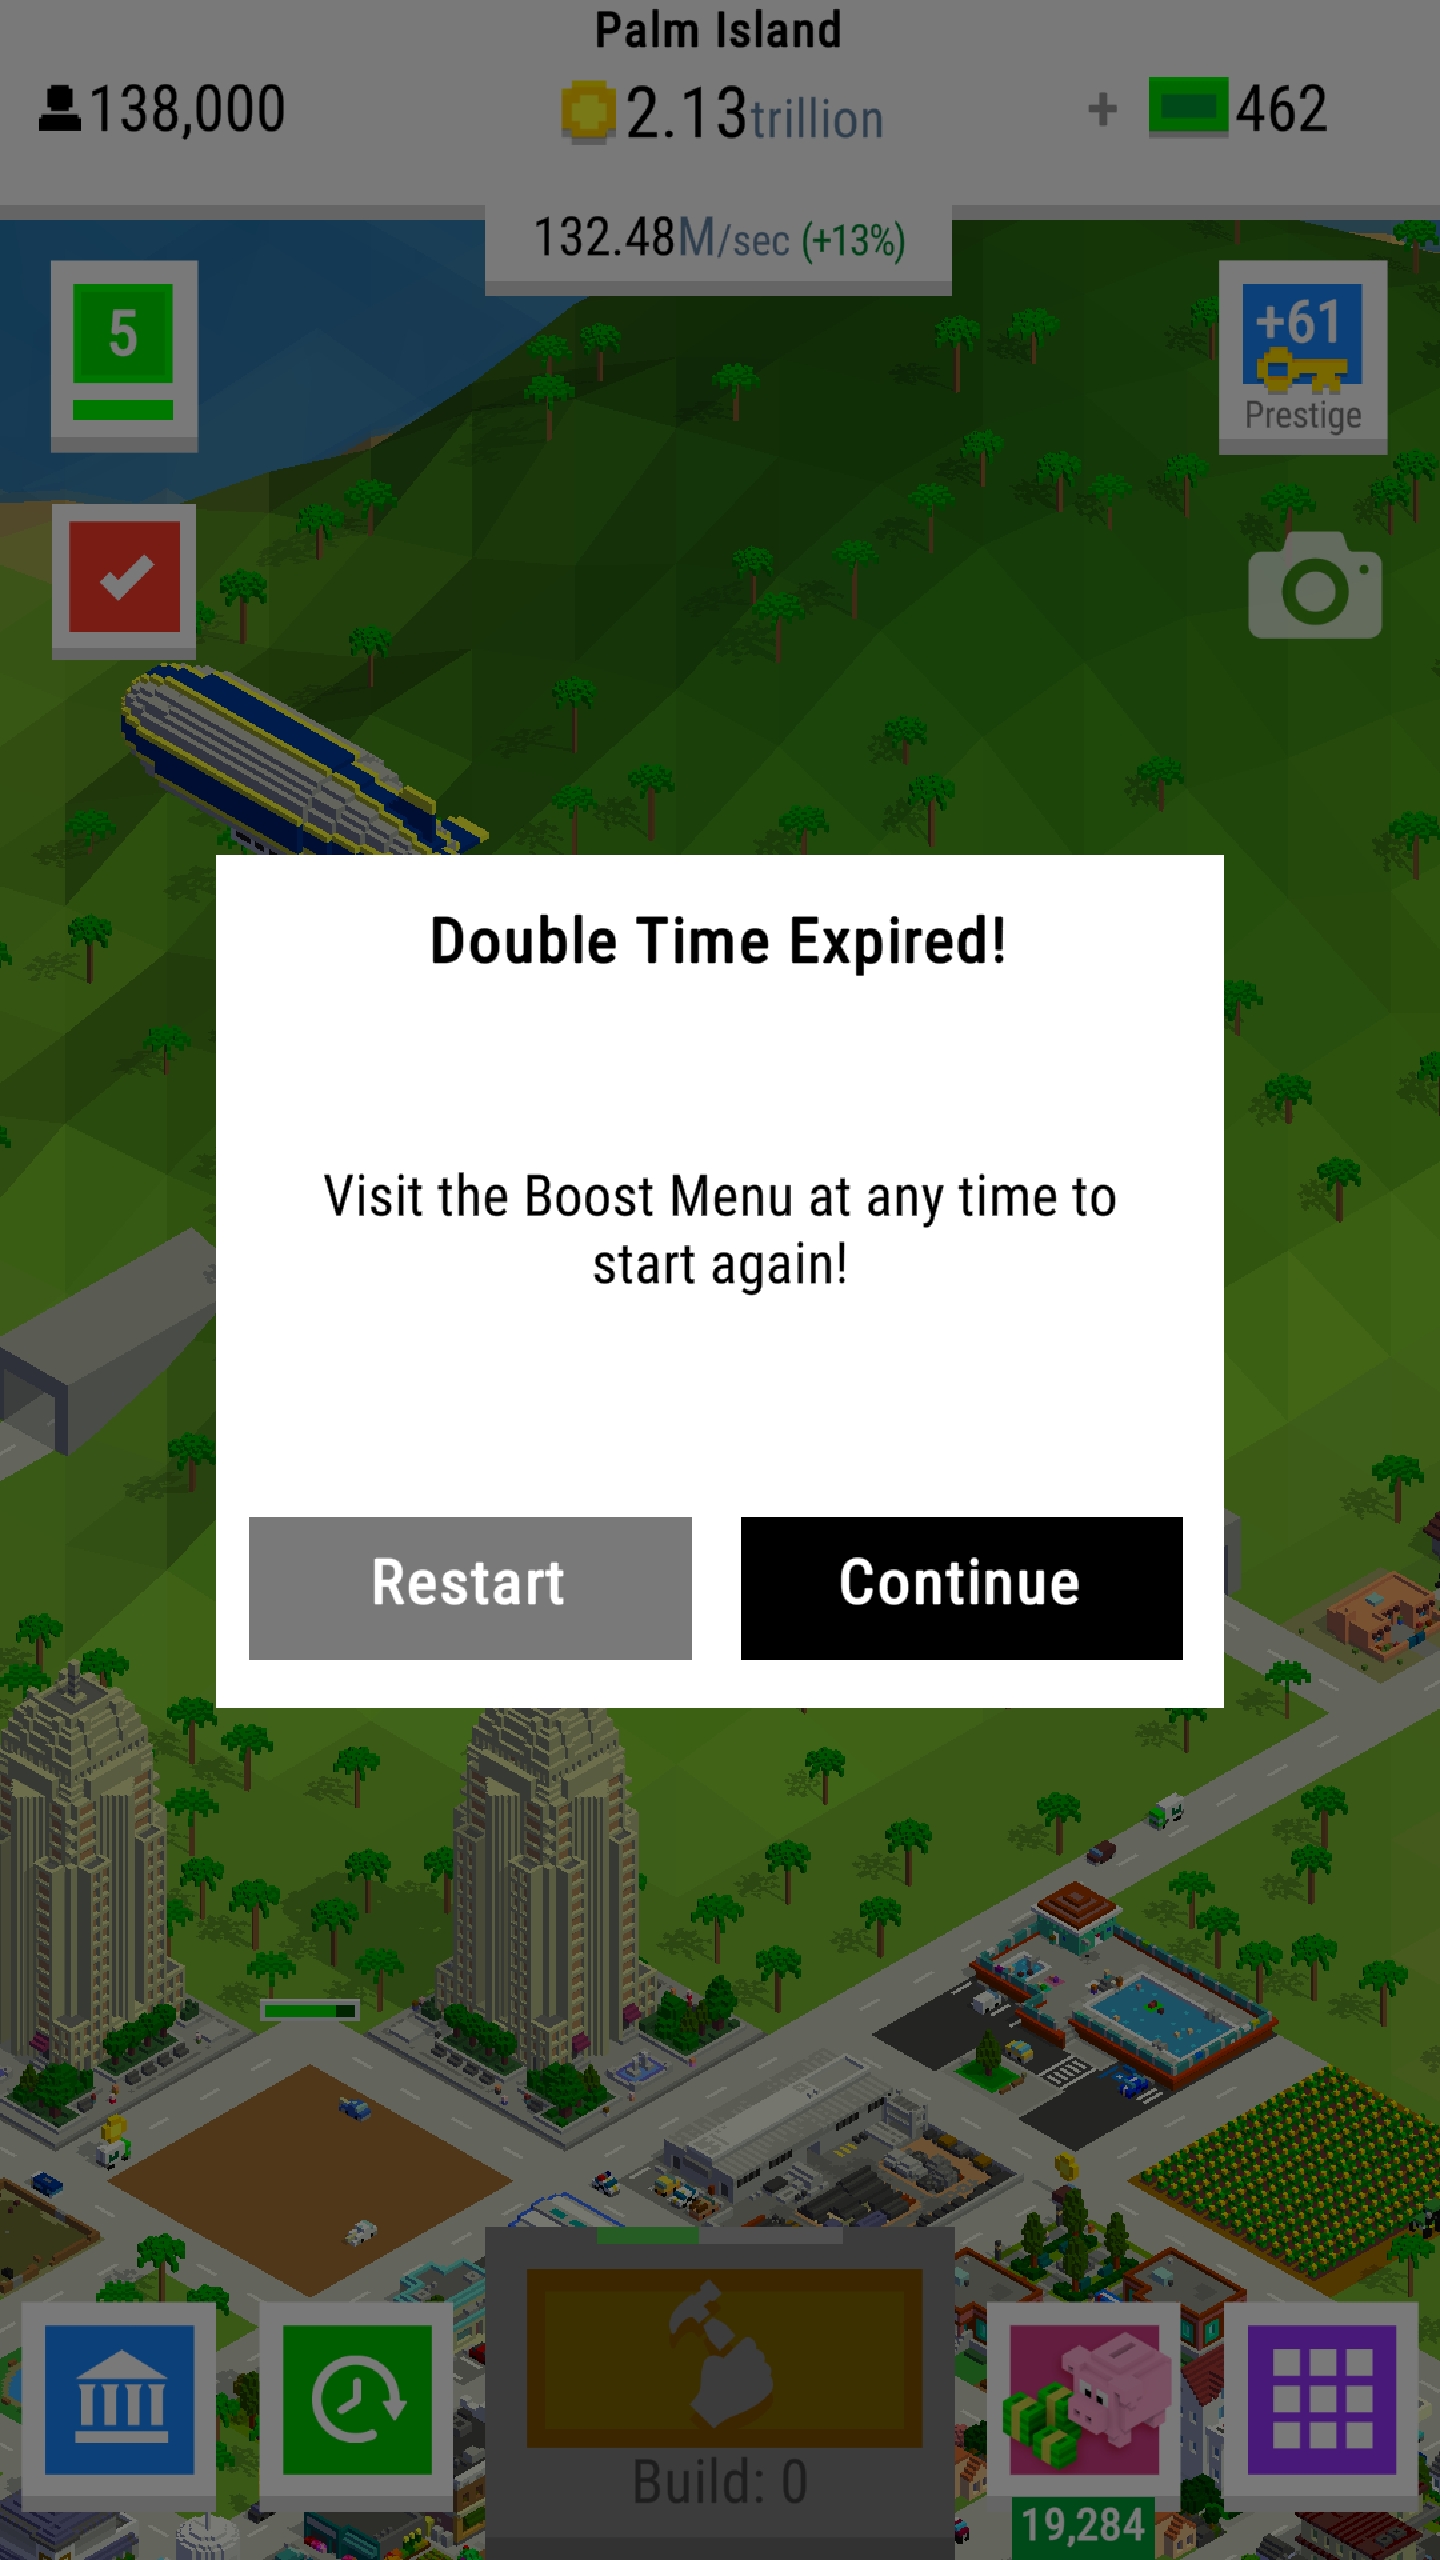 Palm Island
138,000
2.13trillion
+ 462
132.48M/sec (+13%)
5
+61
Prestige
Double Time Expired!
Visit the Boost Menu at any time to
start again!
Restart
Continue
Build: 0
19,284